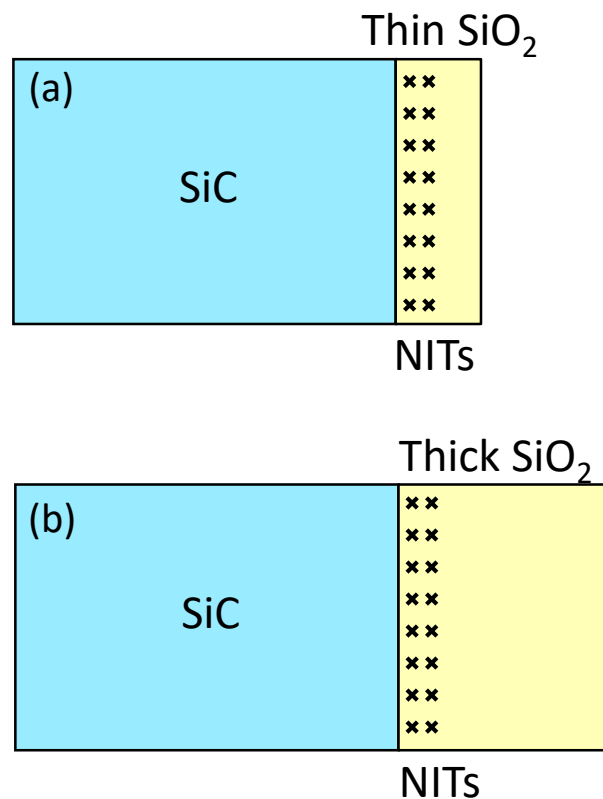 Thin SiO₂
(a)
SiC
NITs
Thick SiO₂
(b)
SiC
NITs